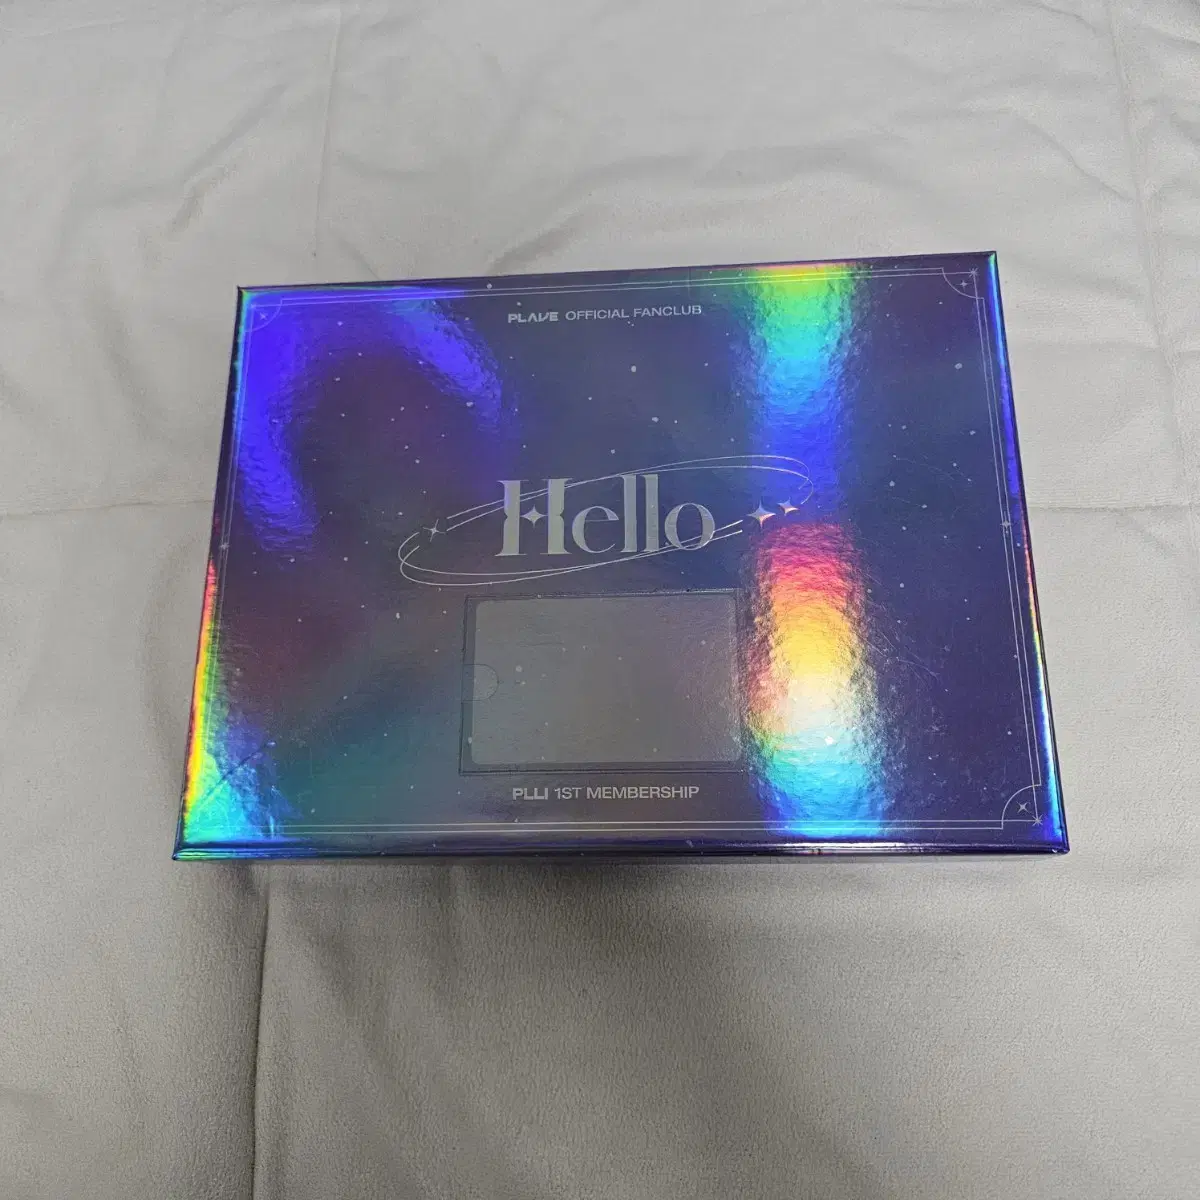 PLAVE OFFICIAL FANCLUB
Hello
PLLI 1ST MEMBERSHIP